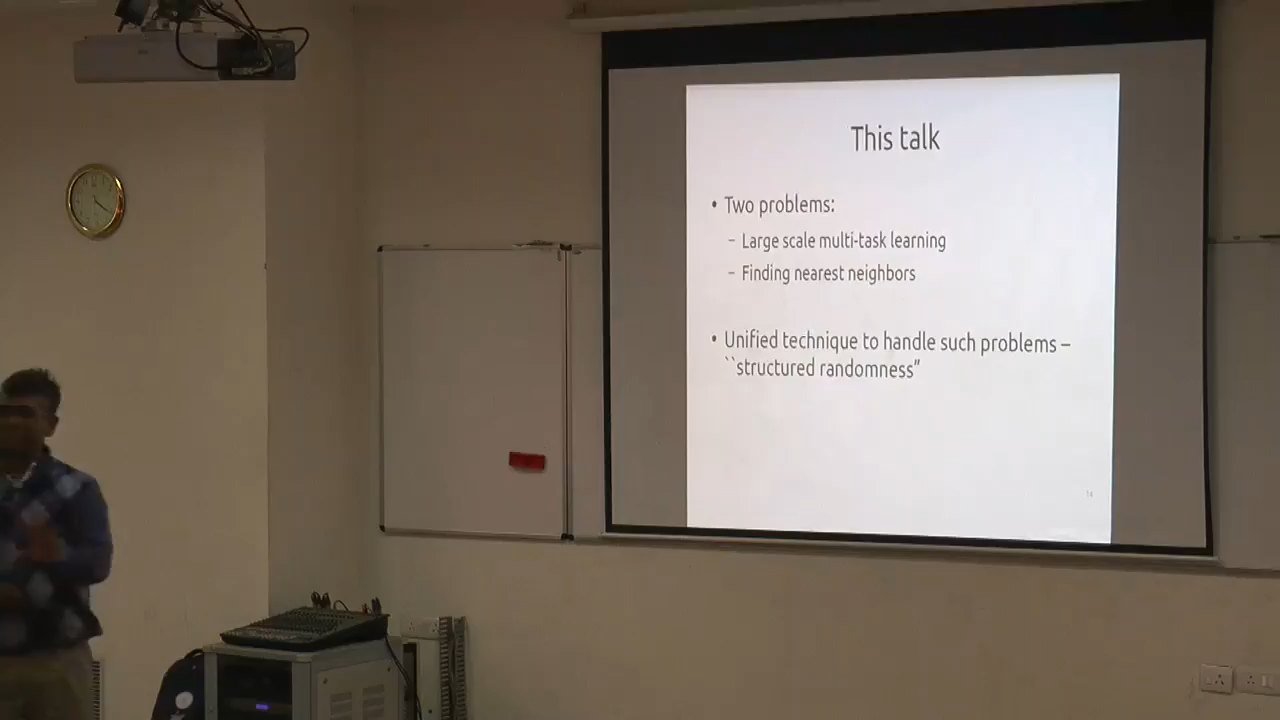 This talk
• Two problems:
– Large scale multi-task learning
– Finding nearest neighbors
• Unified technique to handle such problems –
``structured randomness”